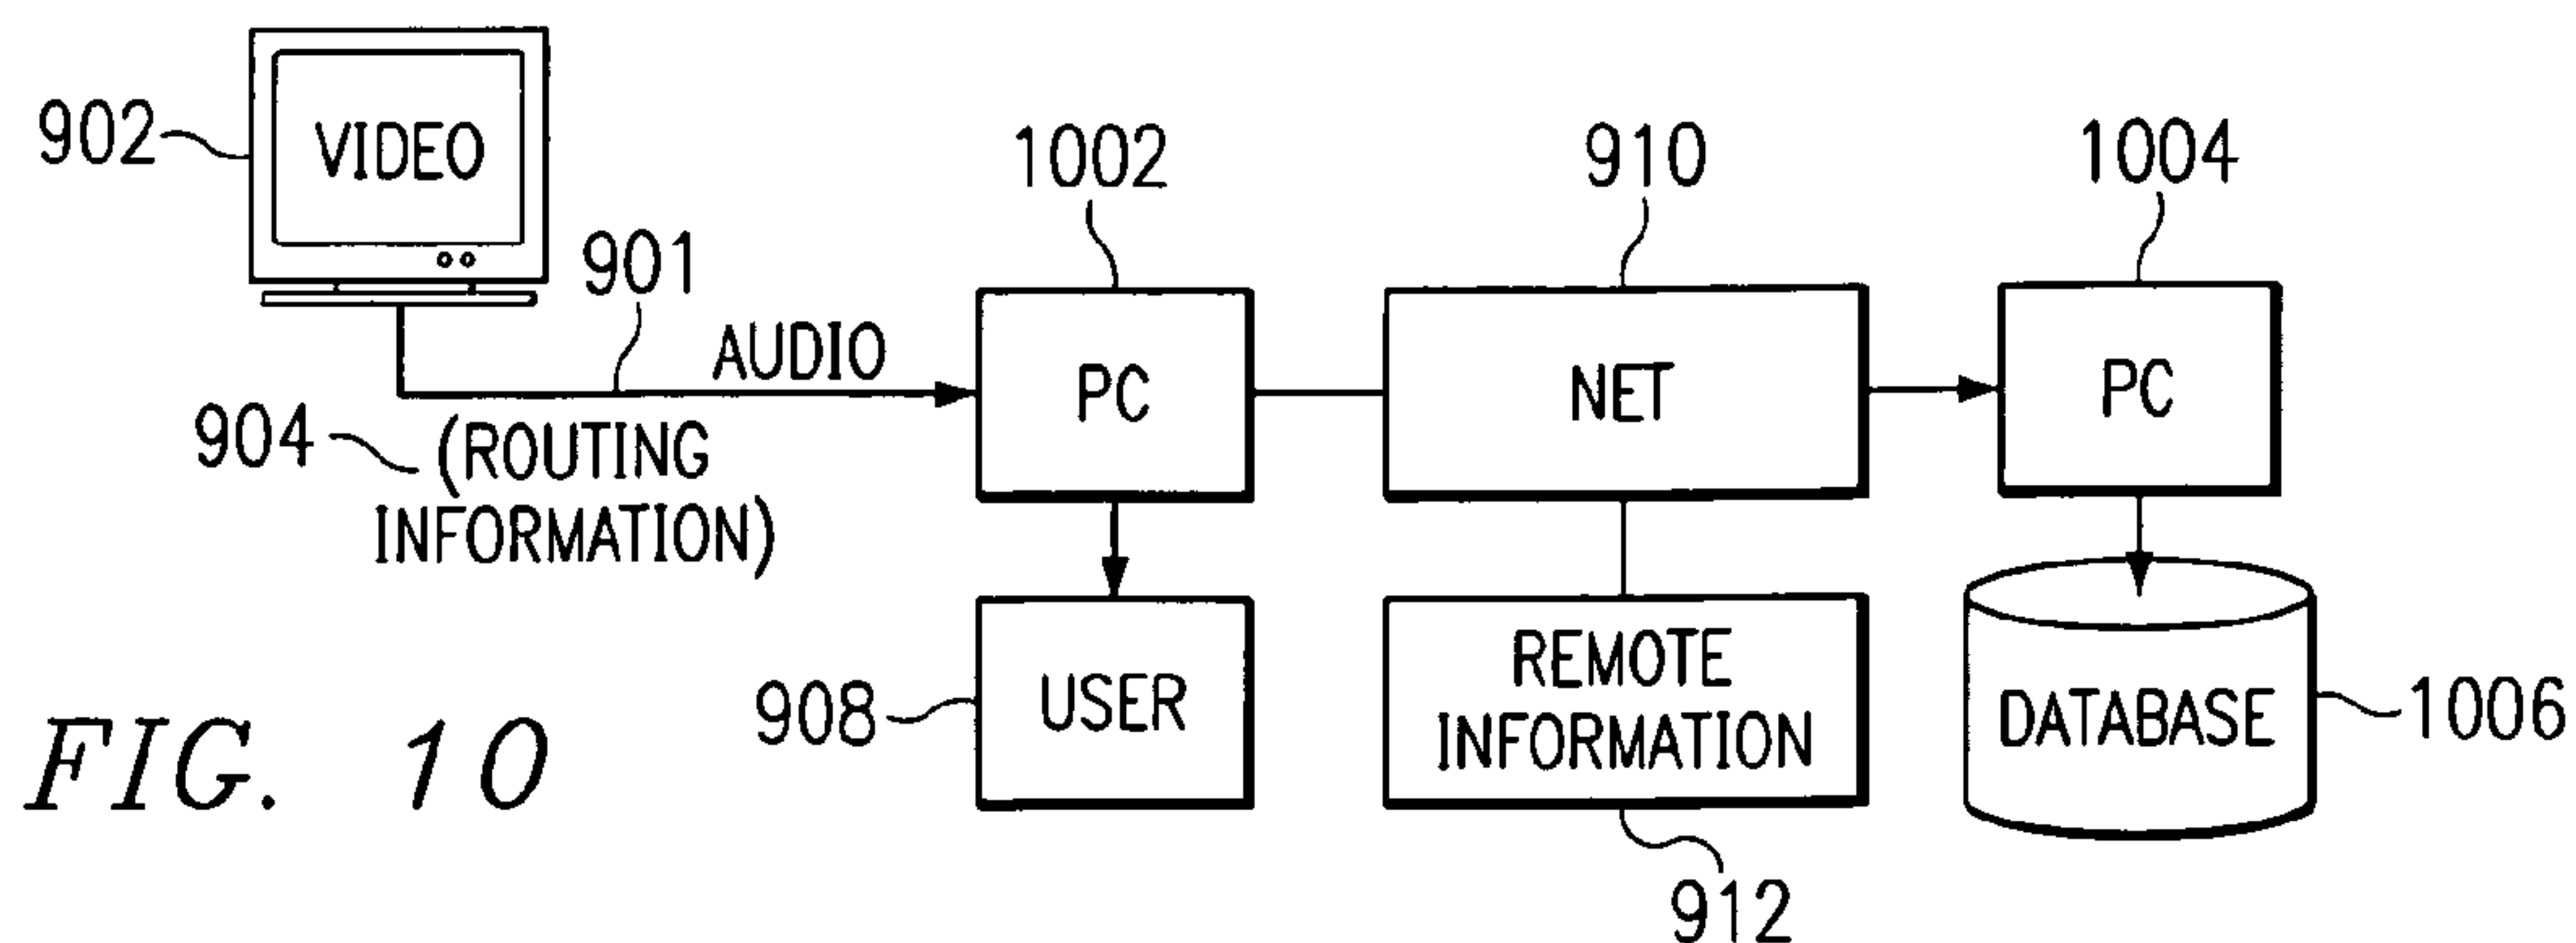 902
VIDEO
901
AUDIO
904
(ROUTING
INFORMATION)
1002
PC
908
USER
910
NET
REMOTE
INFORMATION
912
1004
PC
DATABASE
1006
FIG. 10